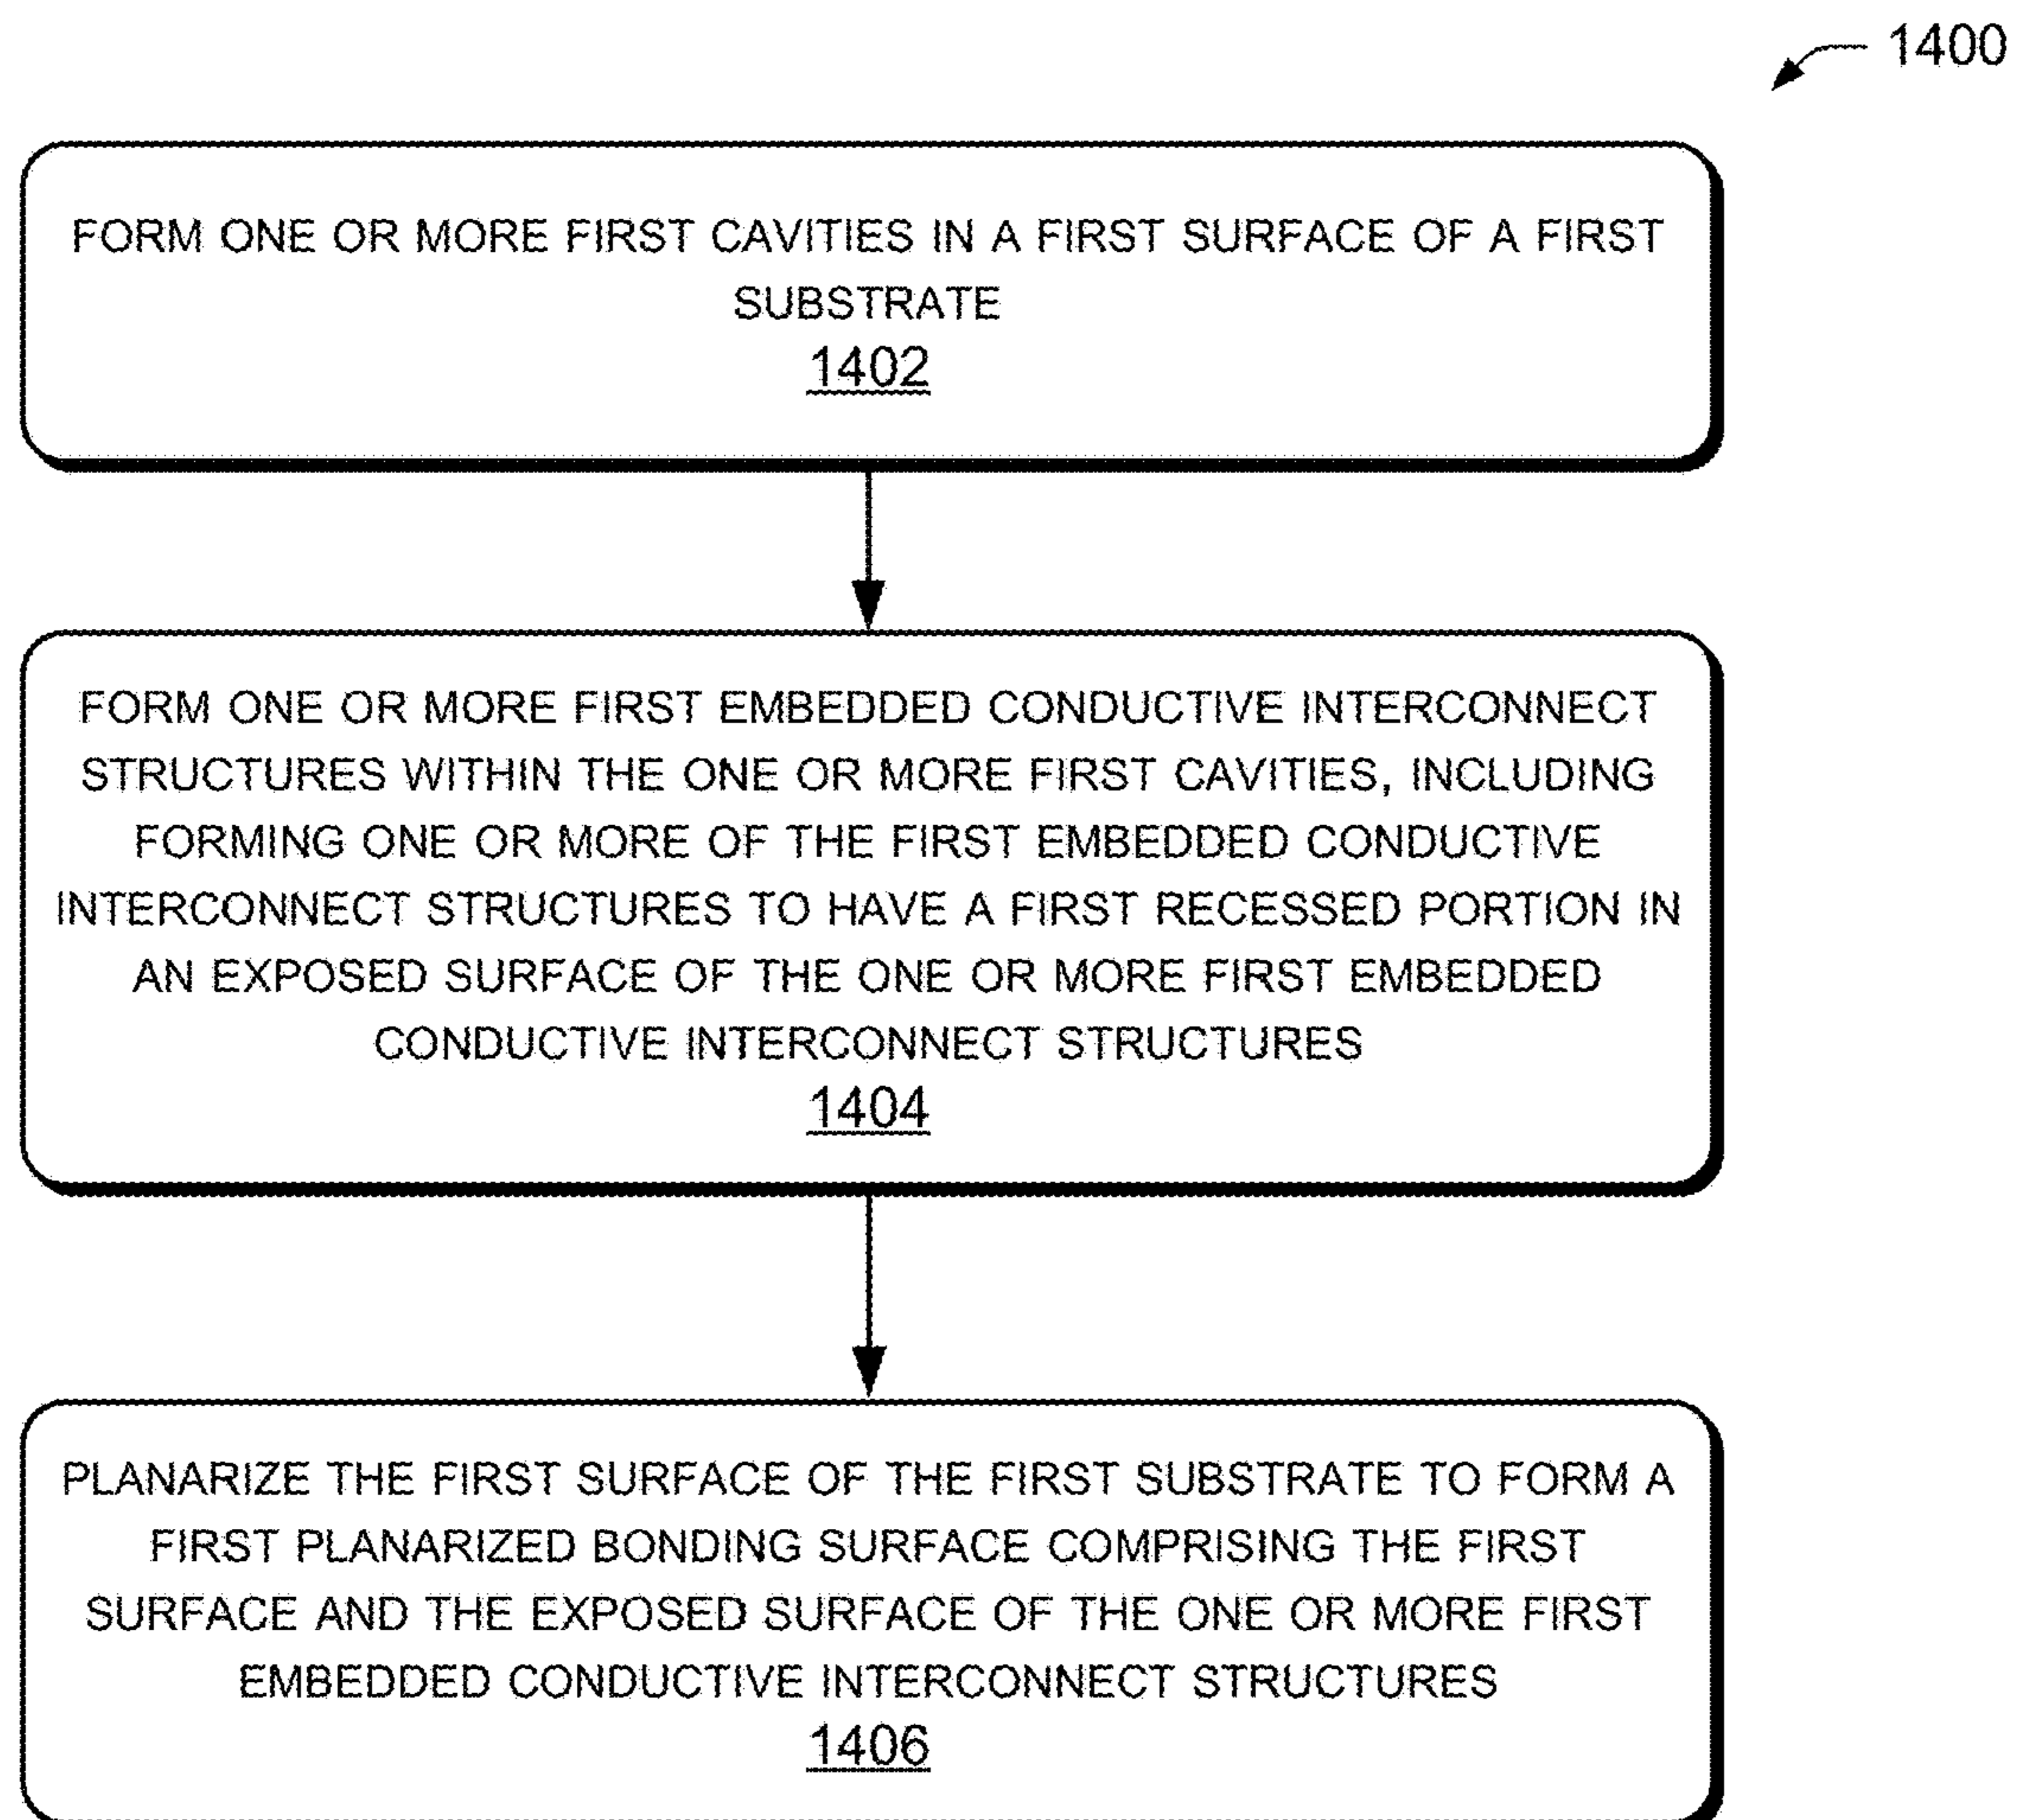 1400
FORM ONE OR MORE FIRST CAVITIES IN A FIRST SURFACE OF A FIRST
SUBSTRATE
1402
FORM ONE OR MORE FIRST EMBEDDED CONDUCTIVE INTERCONNECT
STRUCTURES WITHIN THE ONE OR MORE FIRST CAVITIES, INCLUDING
FORMING ONE OR MORE OF THE FIRST EMBEDDED CONDUCTIVE
INTERCONNECT STRUCTURES TO HAVE A FIRST RECESSED PORTION IN
AN EXPOSED SURFACE OF THE ONE OR MORE FIRST EMBEDDED
CONDUCTIVE INTERCONNECT STRUCTURES
1404
PLANARIZE THE FIRST SURFACE OF THE FIRST SUBSTRATE TO FORM A
FIRST PLANARIZED BONDING SURFACE COMPRISING THE FIRST
SURFACE AND THE EXPOSED SURFACE OF THE ONE OR MORE FIRST
EMBEDDED CONDUCTIVE INTERCONNECT STRUCTURES
1406